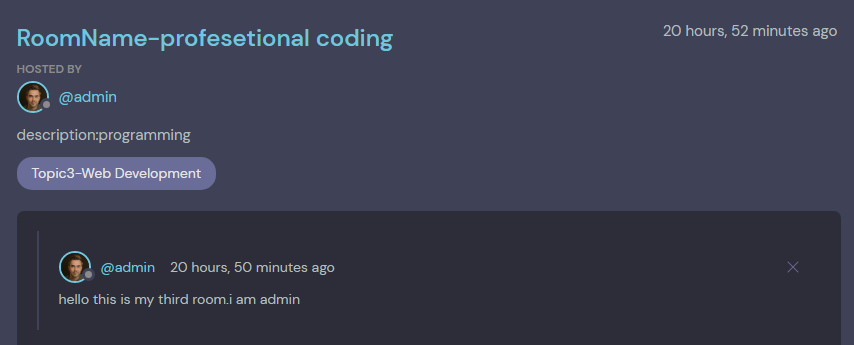 RoomName-profesetional coding
20 hours, 52 minutes ago
HOSTED BY
@admin
description:programming
Topic3-Web Development
@admin 20 hours, 50 minutes ago
hello this is my third room.i am admin